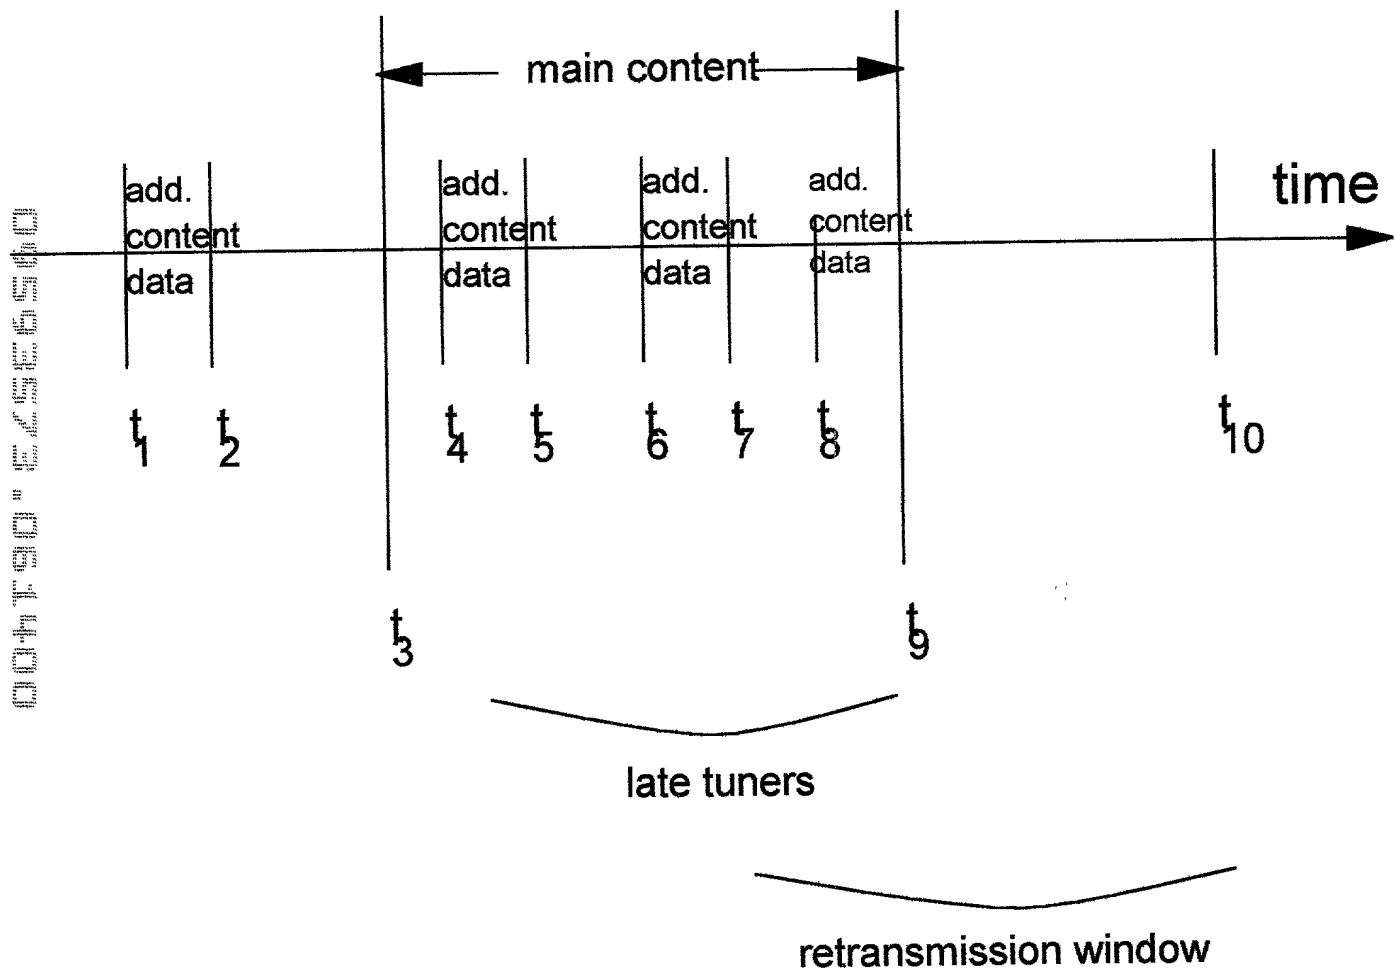 main content
time
add.
content
data
add.
content
data
add.
content
data
add.
content
data
t1
t2
t4
t5
t6
t7
t8
t10
t3
t9
late tuners
retransmission window